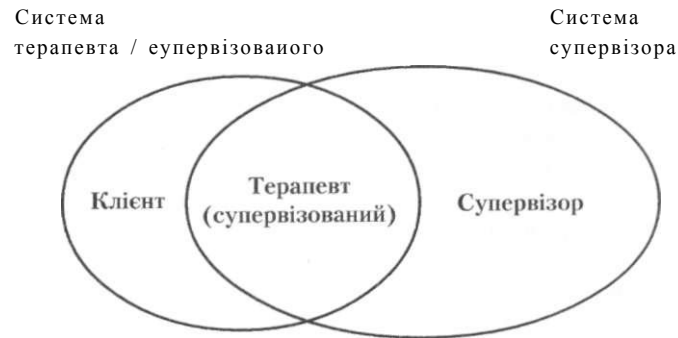 Система
терапевта / еупервізоваиого
Система
супервізора
Клієнт
Терапевт
(супервізований)
Супервізор